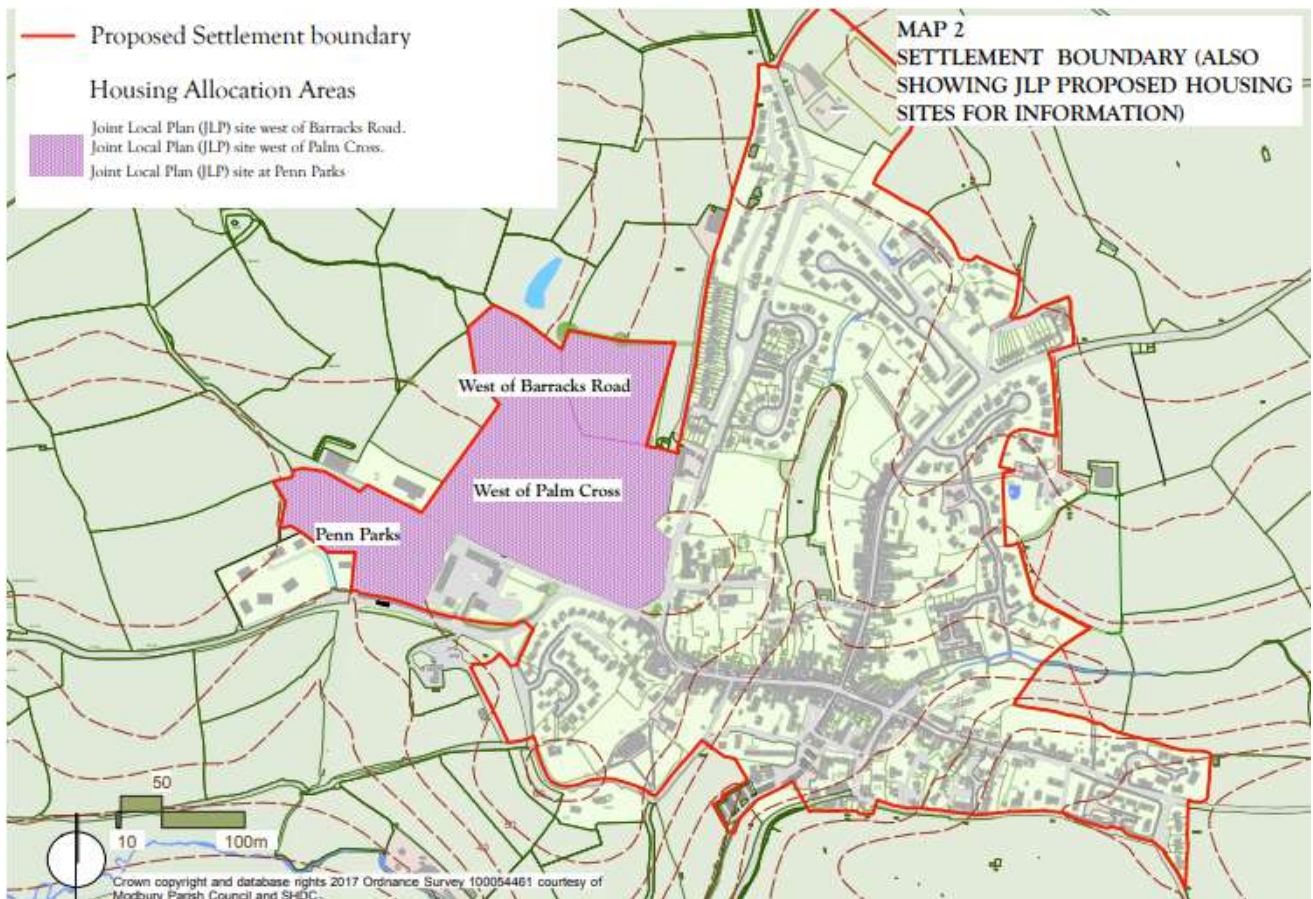 Proposed Settlement boundary
Housing Allocation Areas
Joint Local Plan (JLP) site west of Barracks Road.
Joint Local Plan (JLP) site west of Palm Cross.
Joint Local Plan (JLP) site at Penn Parks
MAP 2
SETTLEMENT BOUNDARY (ALSO
SHOWING JLP PROPOSED HOUSING
SITES FOR INFORMATION)
West of Barracks Road
West of Palm Cross
Penn Parks
50
10 100m
Crown copyright and database rights 2017 Ordnance Survey 100054461 courtesy of
Modbury Parish Council and SHDC